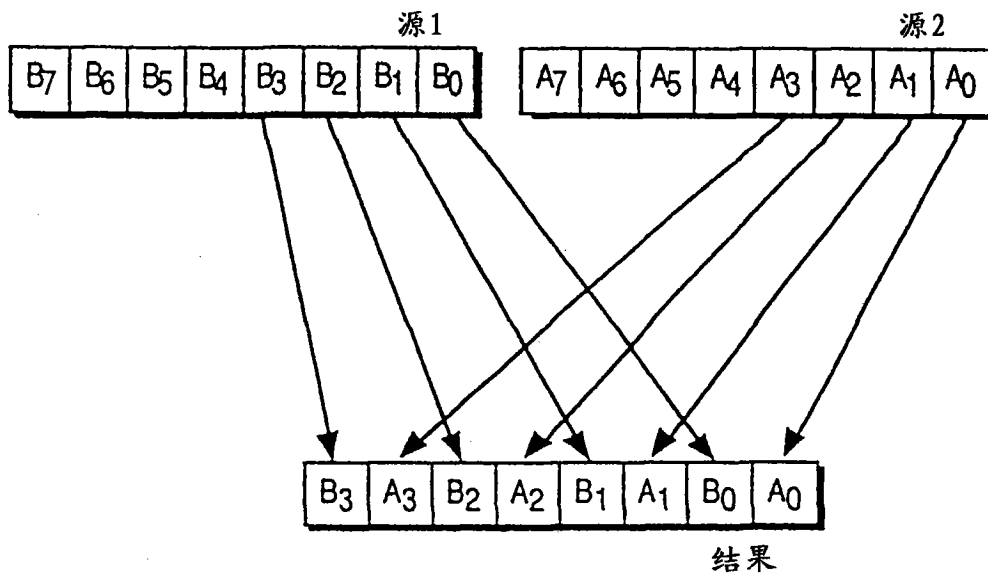 源1 源2
B7 B6 B5 B4 B3 B2 B1 B0 A7 A6 A5 A4 A3 A2 A1 A0
B3 A3 B2 A2 B1 A1 B0 A0
结果